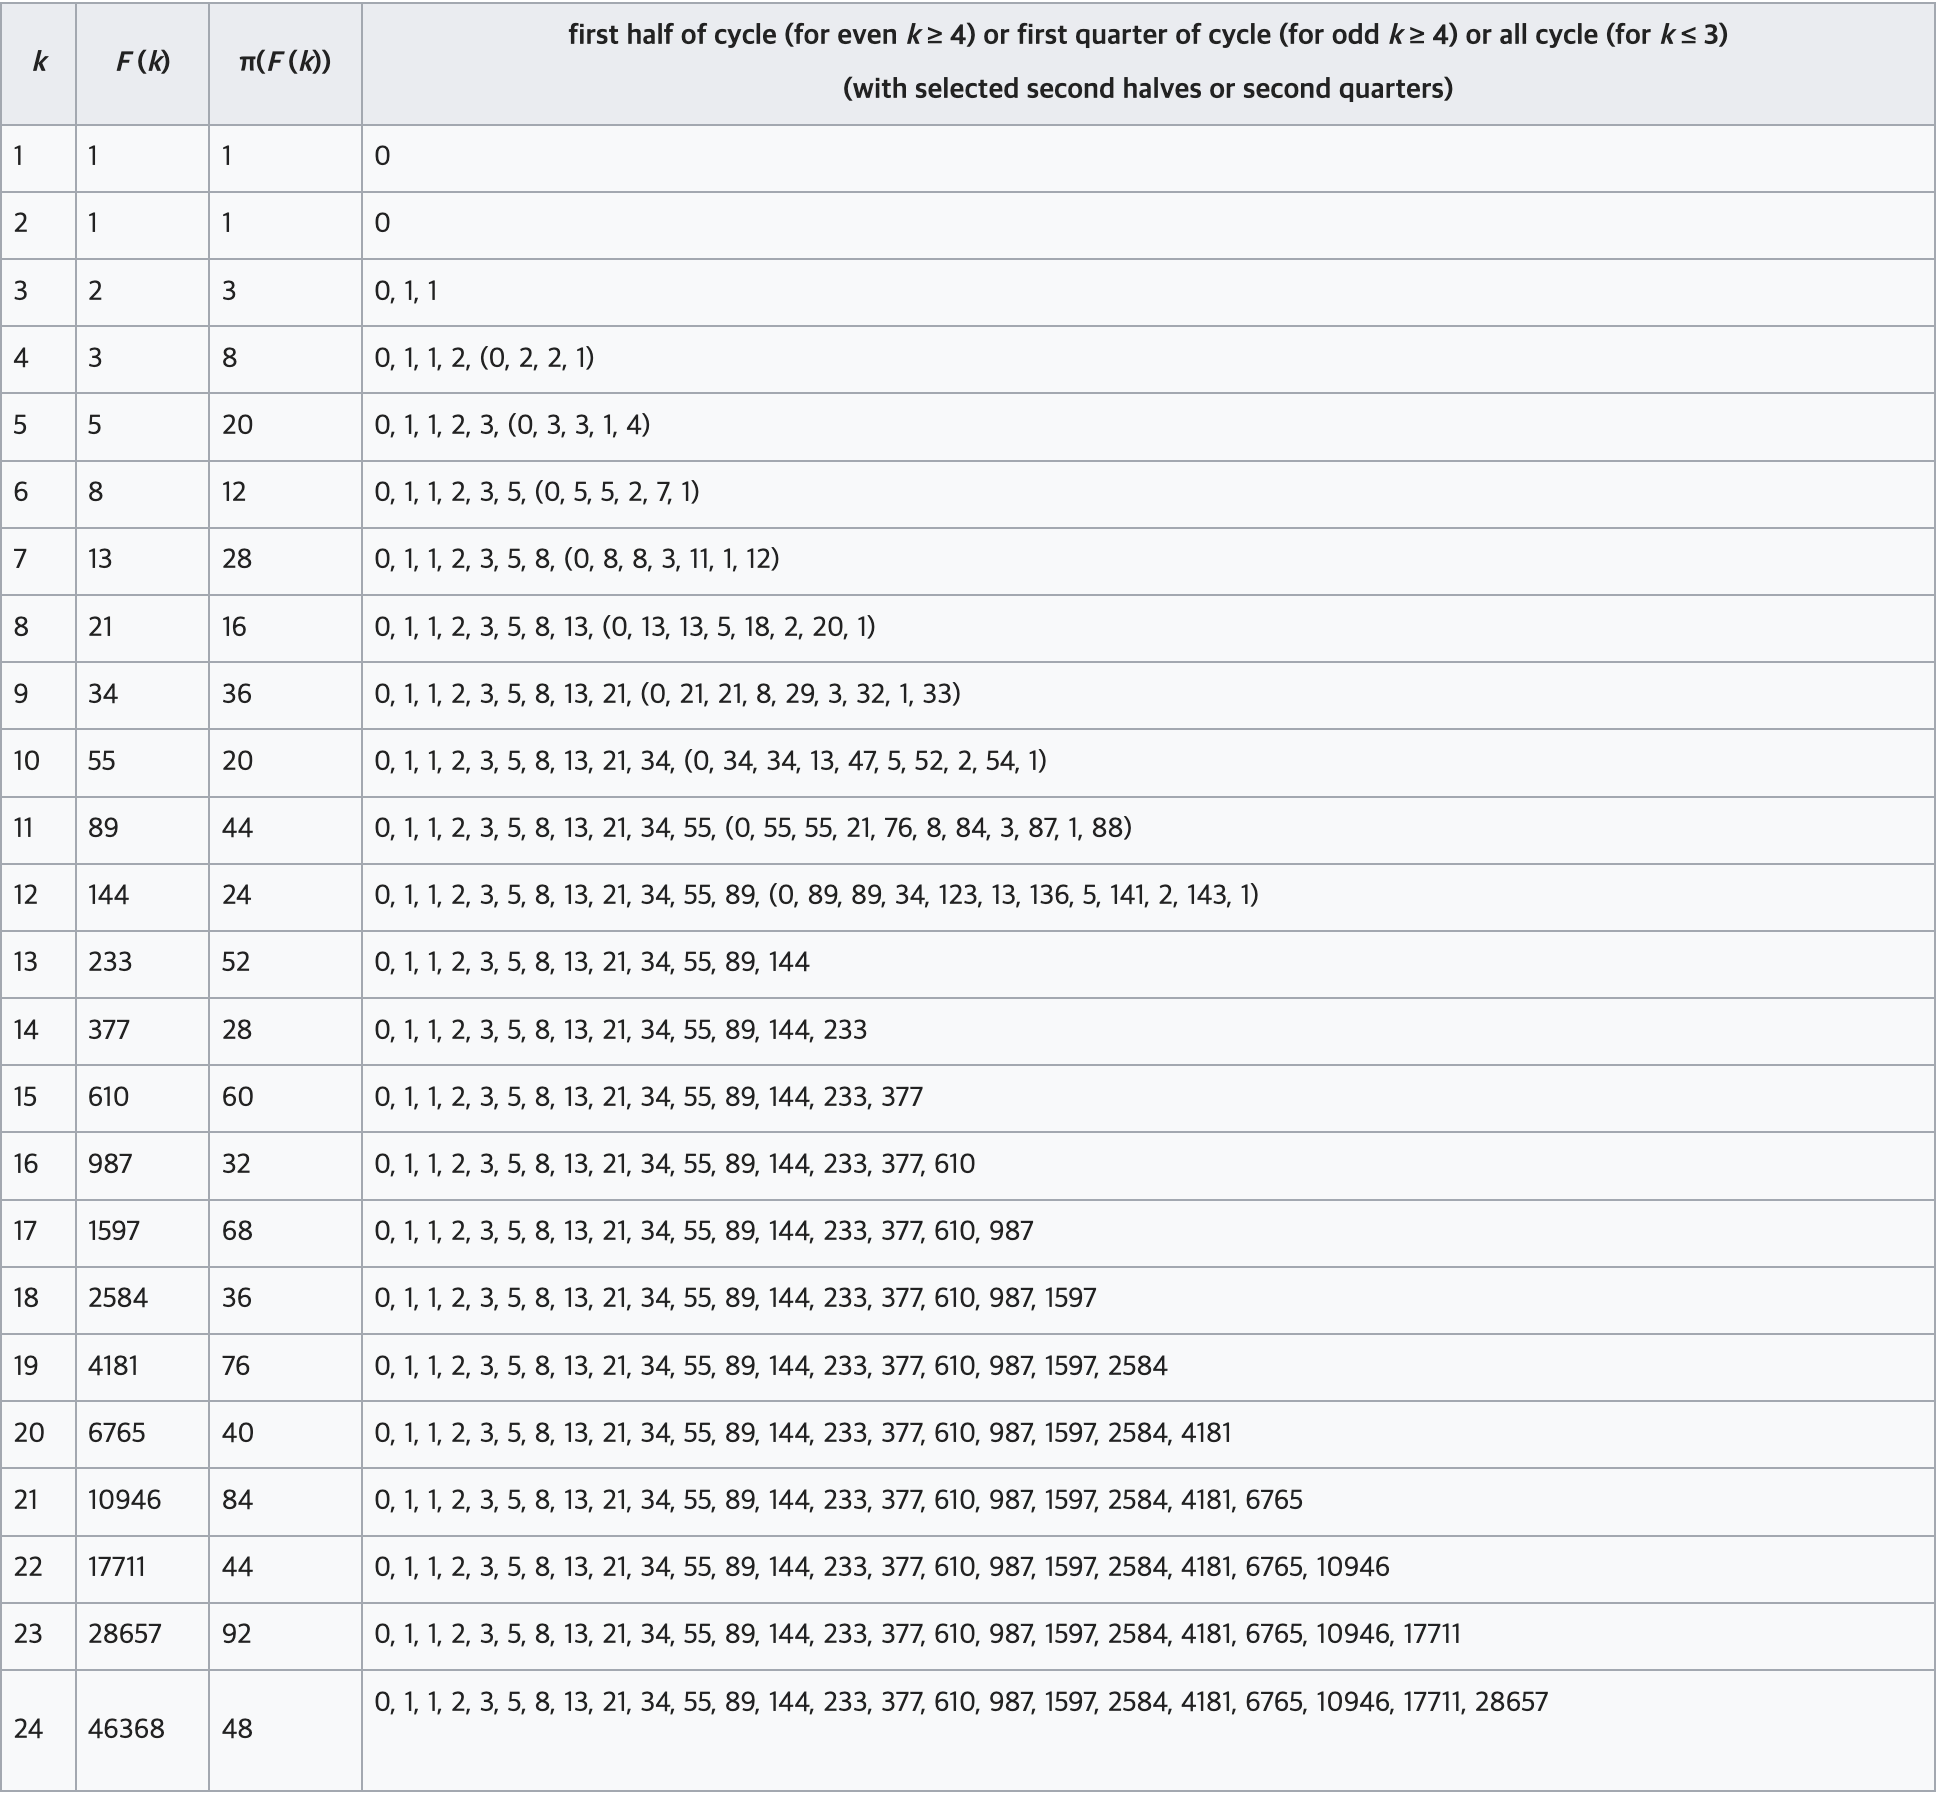 k F (k) π(F (k)) first half of cycle (for even k ≥ 4) or first quarter of cycle (for odd k ≥ 4) or all cycle (for k ≤ 3)
(with selected second halves or second quarters)
1 1 1 0
2 1 1 0
3 2 3 0, 1, 1
4 3 8 0, 1, 1, 2, (0, 2, 2, 1)
5 5 20 0, 1, 1, 2, 3, (0, 3, 3, 1, 4)
6 8 12 0, 1, 1, 2, 3, 5, (0, 5, 5, 2, 7, 1)
7 13 28 0, 1, 1, 2, 3, 5, 8, (0, 8, 8, 3, 11, 1, 12)
8 21 16 0, 1, 1, 2, 3, 5, 8, 13, (0, 13, 13, 5, 18, 2, 20, 1)
9 34 36 0, 1, 1, 2, 3, 5, 8, 13, 21, (0, 21, 21, 8, 29, 3, 32, 1, 33)
10 55 20 0, 1, 1, 2, 3, 5, 8, 13, 21, 34, (0, 34, 34, 13, 47, 5, 52, 2, 54, 1)
11 89 44 0, 1, 1, 2, 3, 5, 8, 13, 21, 34, 55, (0, 55, 55, 21, 76, 8, 84, 3, 87, 1, 88)
12 144 24 0, 1, 1, 2, 3, 5, 8, 13, 21, 34, 55, 89, (0, 89, 89, 34, 123, 13, 136, 5, 141, 2, 143, 1)
13 233 52 0, 1, 1, 2, 3, 5, 8, 13, 21, 34, 55, 89, 144
14 377 28 0, 1, 1, 2, 3, 5, 8, 13, 21, 34, 55, 89, 144, 233
15 610 60 0, 1, 1, 2, 3, 5, 8, 13, 21, 34, 55, 89, 144, 233, 377
16 987 32 0, 1, 1, 2, 3, 5, 8, 13, 21, 34, 55, 89, 144, 233, 377, 610
17 1597 68 0, 1, 1, 2, 3, 5, 8, 13, 21, 34, 55, 89, 144, 233, 377, 610, 987
18 2584 36 0, 1, 1, 2, 3, 5, 8, 13, 21, 34, 55, 89, 144, 233, 377, 610, 987, 1597
19 4181 76 0, 1, 1, 2, 3, 5, 8, 13, 21, 34, 55, 89, 144, 233, 377, 610, 987, 1597, 2584
20 6765 40 0, 1, 1, 2, 3, 5, 8, 13, 21, 34, 55, 89, 144, 233, 377, 610, 987, 1597, 2584, 4181
21 10946 84 0, 1, 1, 2, 3, 5, 8, 13, 21, 34, 55, 89, 144, 233, 377, 610, 987, 1597, 2584, 4181, 6765
22 17711 44 0, 1, 1, 2, 3, 5, 8, 13, 21, 34, 55, 89, 144, 233, 377, 610, 987, 1597, 2584, 4181, 6765, 10946
23 28657 92 0, 1, 1, 2, 3, 5, 8, 13, 21, 34, 55, 89, 144, 233, 377, 610, 987, 1597, 2584, 4181, 6765, 10946, 17711
24 46368 48 0, 1, 1, 2, 3, 5, 8, 13, 21, 34, 55, 89, 144, 233, 377, 610, 987, 1597, 2584, 4181, 6765, 10946, 17711, 28657